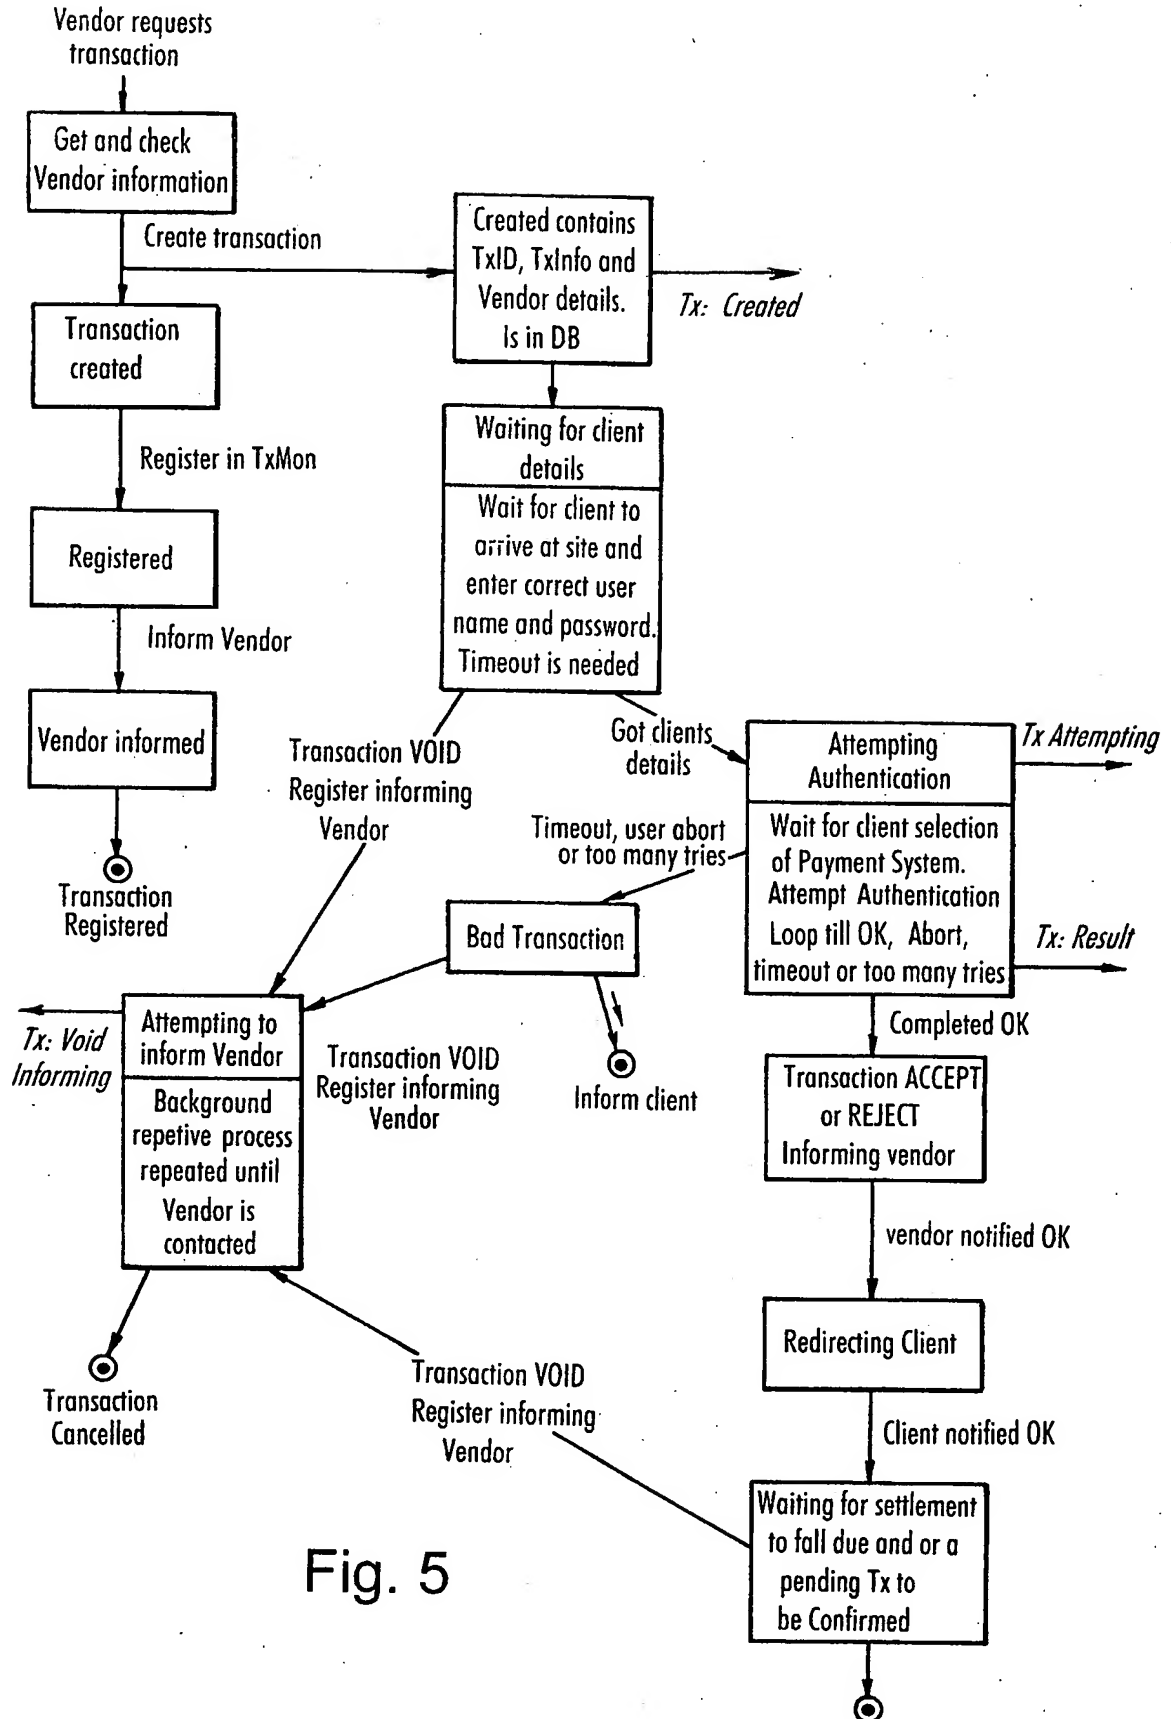 Vendor requests
transaction
Get and check
Vendor information
Create transaction
Created contains
TxID, TxInfo and
Vendor details.
Is in DB
Tx: Created
Transaction
created
Register in TxMon
Registered
Inform Vendor
Vendor informed
Transaction
Registered
Waiting for client
details
Wait for client to
arrive at site and
enter correct user
name and password.
Timeout is needed
Transaction VOID
Register informing
Vendor
Got clients
details
Attempting
Authentication
Tx Attempting
Wait for client selection
of Payment System.
Attempt Authentication
Loop till OK, Abort,
timeout or too many tries
Tx: Result
Timeout, user abort
or too many tries
Bad Transaction
Inform client
Transaction VOID
Register informing
Vendor
Attempting to
inform Vendor
Tx: Void
Informing
Background
repetive process
repeated until
Vendor is
contacted
Transaction
Cancelled
Completed OK
Transaction ACCEPT
or REJECT
Informing vendor
vendor notified OK
Redirecting Client
Client notified OK
Transaction VOID
Register informing
Vendor
Waiting for settlement
to fall due and or a
pending Tx to
be Confirmed
Fig. 5